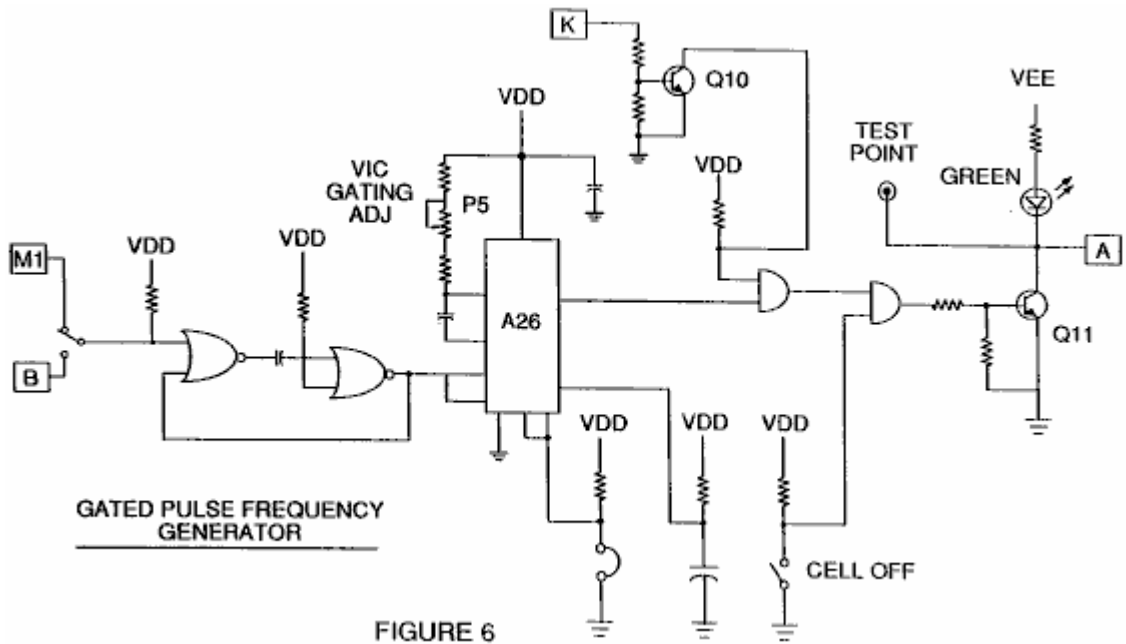 K
Q10
VDD
VEE
TEST
POINT
VIC
GATING
ADJ
P5
VDD
GREEN
M1
VDD
VDD
A
A26
Q11
B
VDD
VDD
VDD
GATED PULSE FREQUENCY
GENERATOR
CELL OFF
FIGURE 6